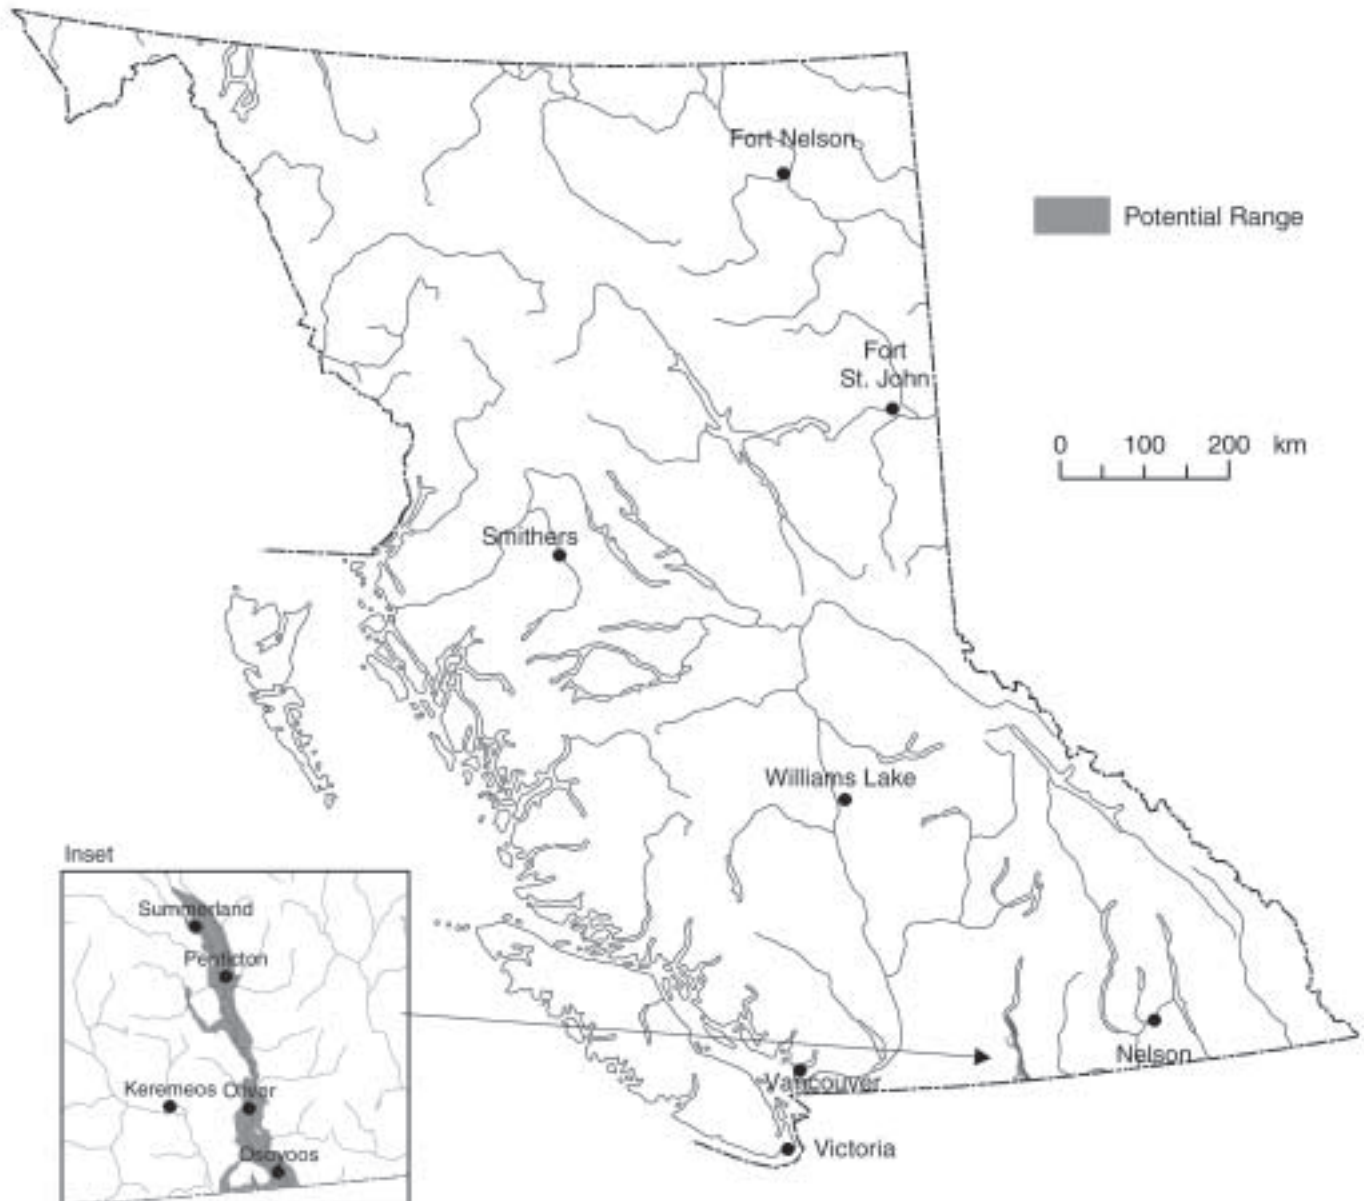 Fort Nelson
Potential Range
Fort
St. John
0 100 200 km
Smithers
Williams Lake
Inset
Summerland
Penticton
Keremeos Oliver
Osoyoos
Nelson
Vancouver
Victoria